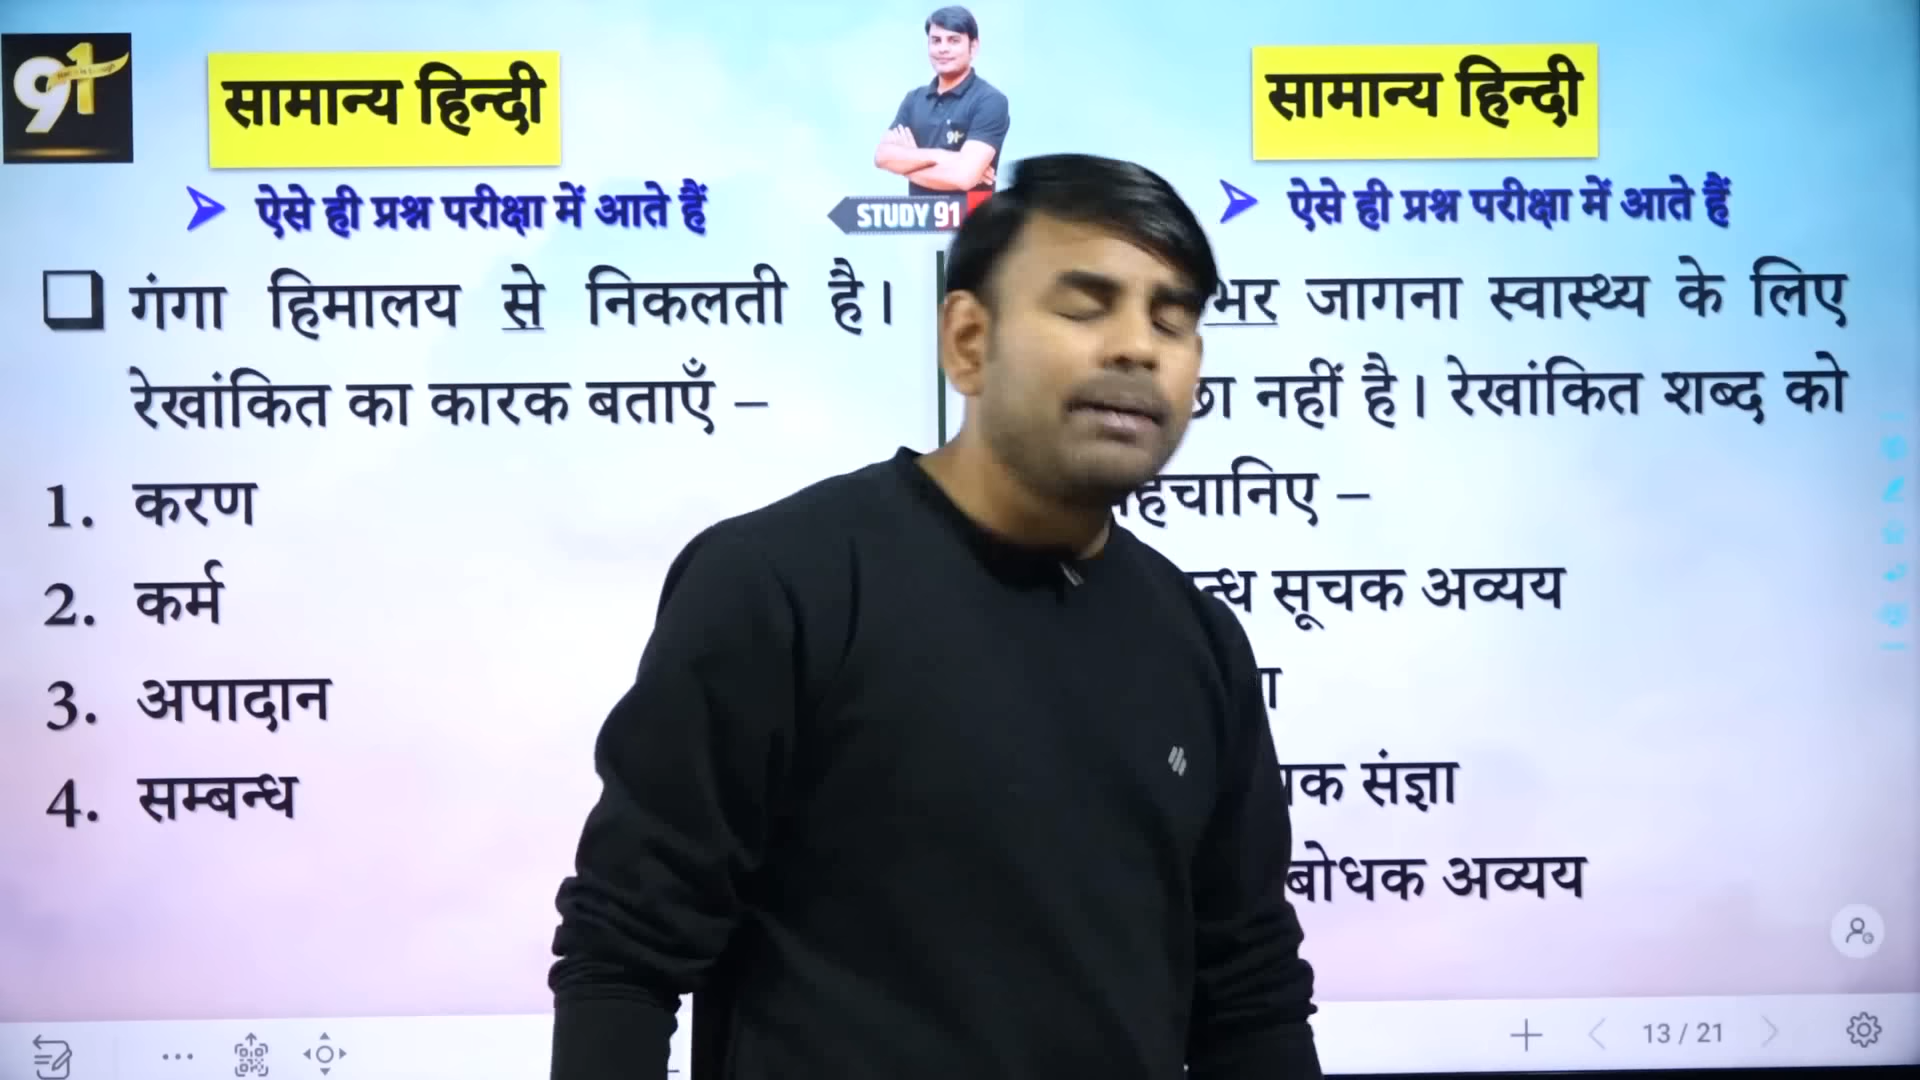 91
सामान्य हिन्दी
ऐसे ही प्रश्न परीक्षा में आते हैं
गंगा हिमालय से निकलती है।
रेखांकित का कारक बताएँ –
1. करण
2. कर्म
3. अपादान
4. सम्बन्ध
STUDY 91
सामान्य हिन्दी
ऐसे ही प्रश्न परीक्षा में आते हैं
भर जागना स्वास्थ्य के लिए
नहीं है। रेखांकित शब्द को
–
सूचक अव्यय
संज्ञा
बोधक अव्यय
13 / 21